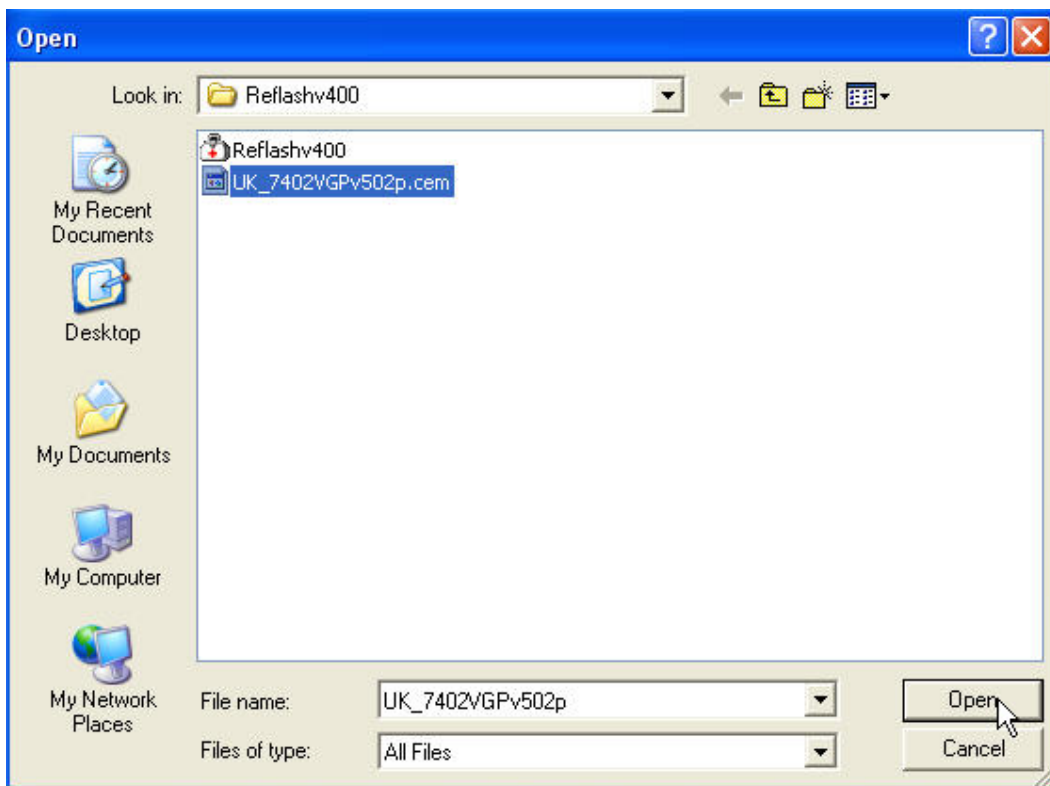 Open
Look in: Reflashv400
Reflashv400
UK_7402VGPv502p.cem
My Recent
Documents
Desktop
My Documents
My Computer
My Network
Places
File name: UK_7402VGPv502p Open
Files of type: All Files Cancel